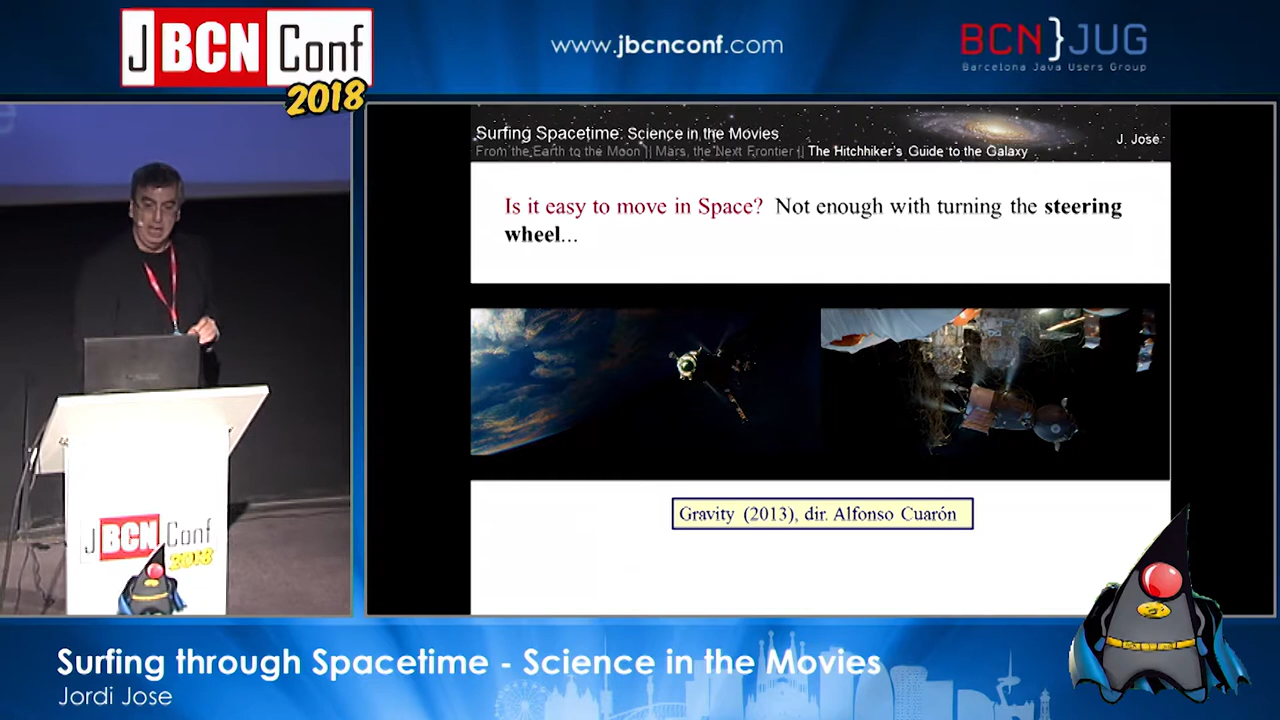 JBCN Conf
2018
www.jbcnconf.com
BCN}JUG
Barcelona Java Users Group
Surfing Spacetime: Science in the Movies
From the Earth to the Moon || Mars, the Next Frontier || The Hitchhiker's Guide to the Galaxy
J. José
Is it easy to move in Space? Not enough with turning the steering
wheel...
Gravity (2013), dir. Alfonso Cuarón
JBCN Conf
2018
Surfing through Spacetime - Science in the Movies
Jordi Jose